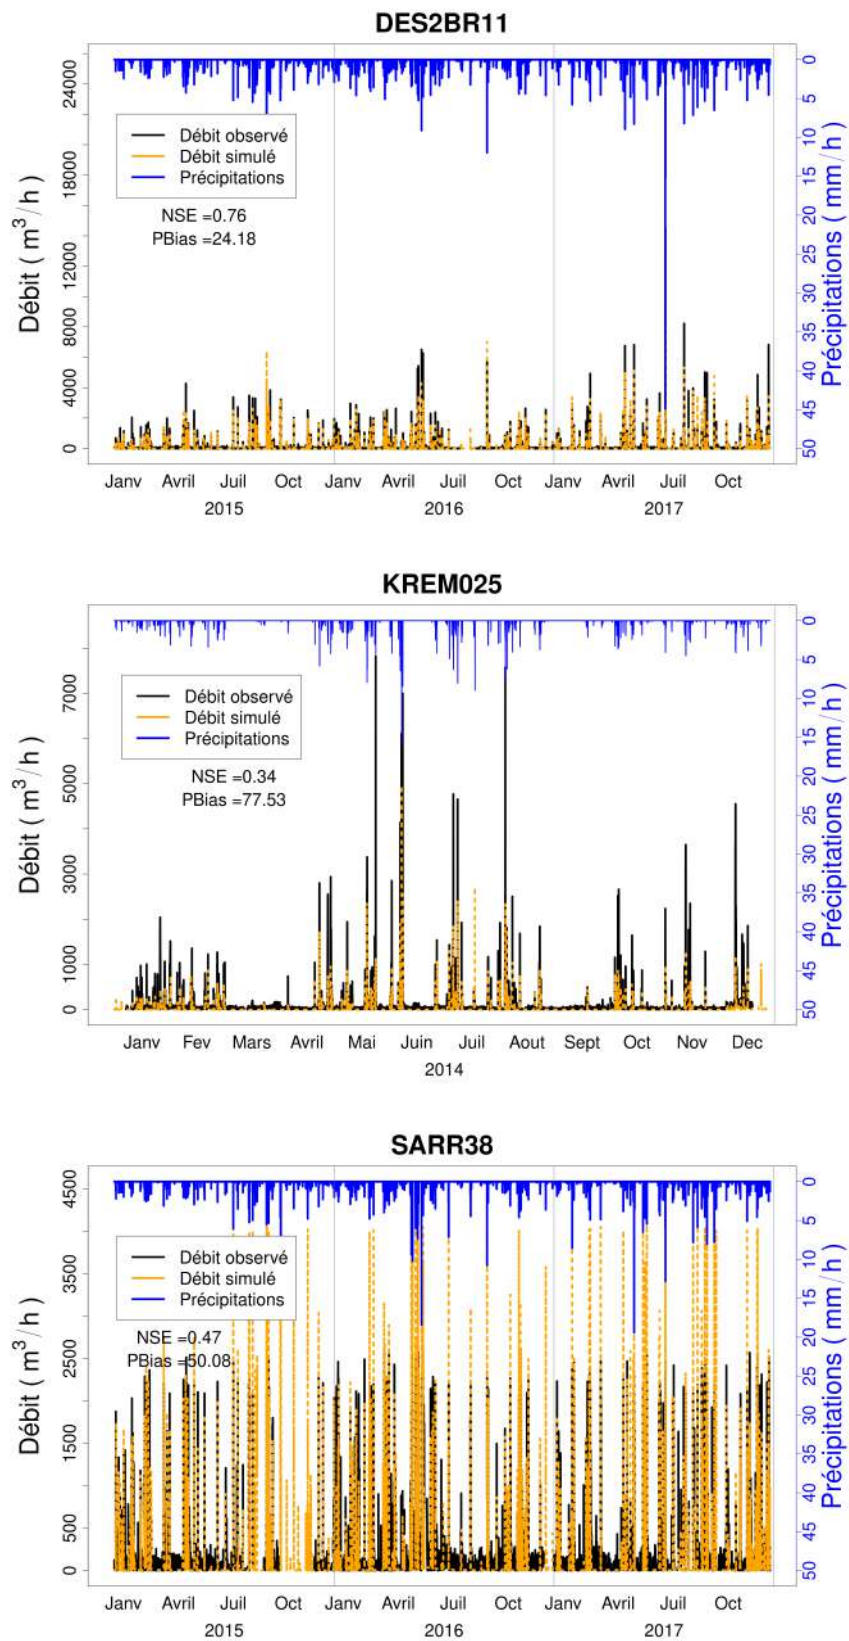 DES2BR11
Débit ( m³/h )
24000
18000
12000
8000
4000
0
Débit observé
Débit simulé
Précipitations
NSE =0.76
PBias =24.18
0
5
10
15
20
25
30
35
40
45
50
Précipitations ( mm/h )
Janv Avril Juil Oct Janv Avril Juil Oct Janv Avril Juil Oct
2015 2016 2017
KREM025
Débit ( m³/h )
7000
5000
3000
1000
0
Débit observé
Débit simulé
Précipitations
NSE =0.34
PBias =77.53
0
5
10
15
20
25
30
35
40
45
50
Précipitations ( mm/h )
Janv Fev Mars Avril Mai Juin Juil Aout Sept Oct Nov Dec
2014
SARR38
Débit ( m³/h )
4500
3500
2500
1500
500
0
Débit observé
Débit simulé
Précipitations
NSE =0.47
PBias =50.08
0
5
10
15
20
25
30
35
40
45
50
Précipitations ( mm/h )
Janv Avril Juil Oct Janv Avril Juil Oct Janv Avril Juil Oct
2015 2016 2017